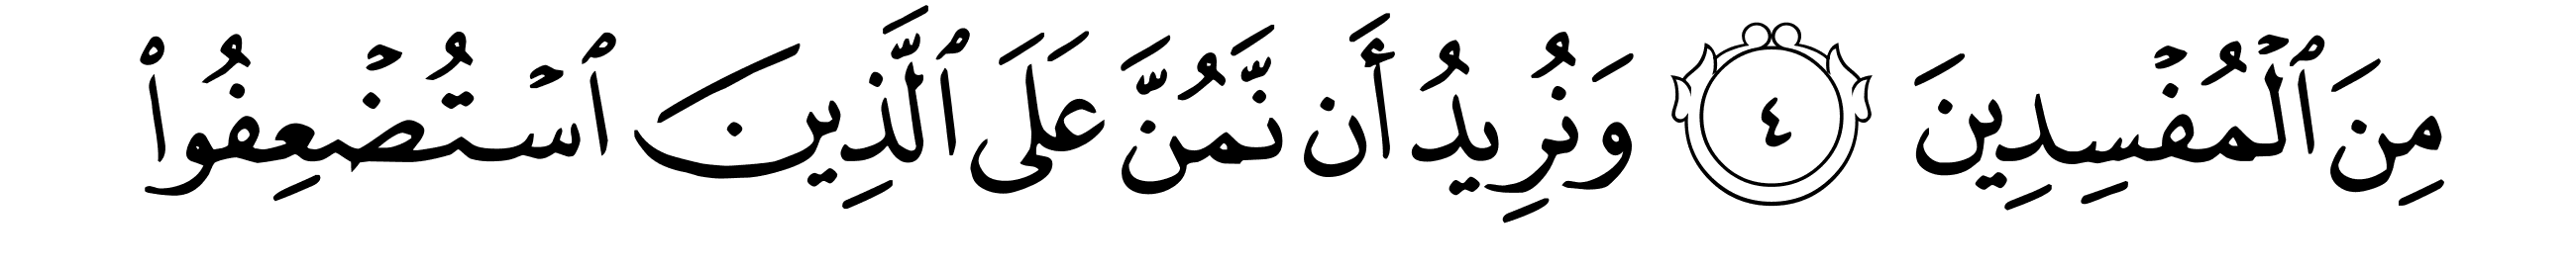 مِنَ ٱلۡمُفۡسِدِينَ ٤ وَنُرِيدُ أَن نَّمُنَّ عَلَى ٱلَّذِينَ ٱسۡتُضۡعِفُواْ